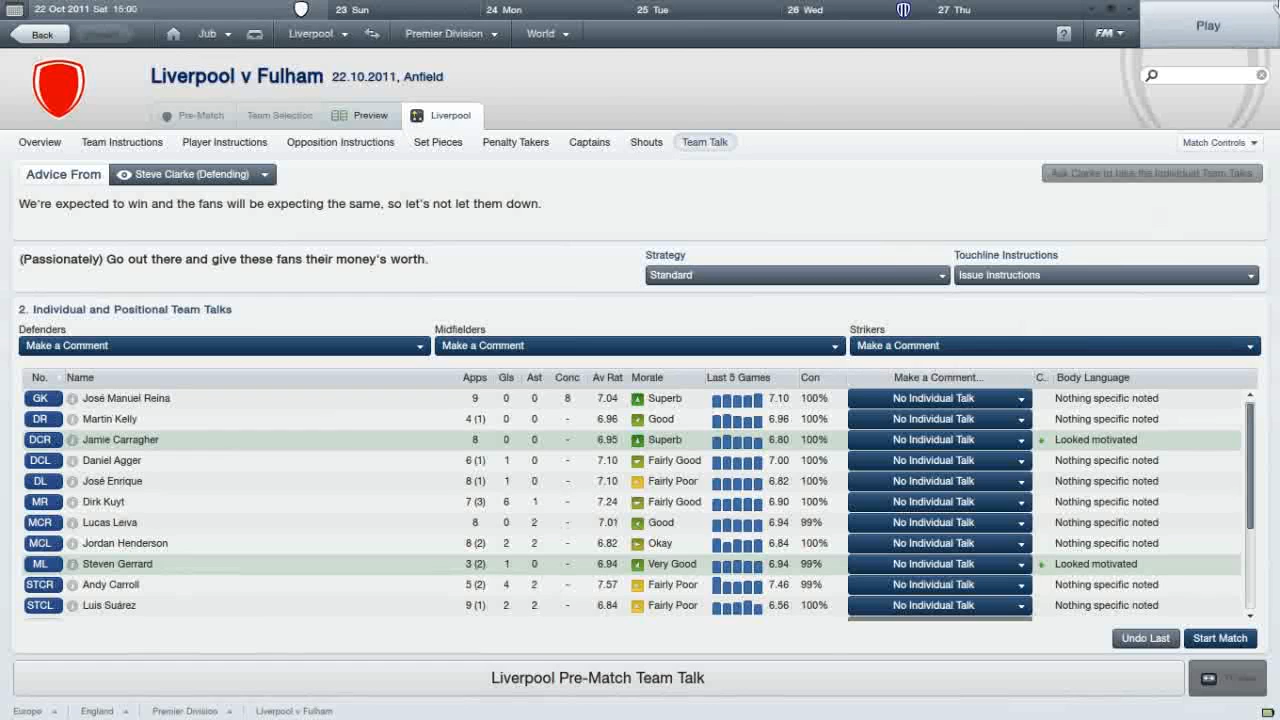 22 Oct 2011 Sat 15:00 23 Sun 24 Mon 25 Tue 26 Wed 27 Thu
Back Job Liverpool Premier Division World ? FM Play
Liverpool v Fulham 22.10.2011, Anfield
Pre-Match Team Selection Preview Liverpool
Overview Team Instructions Player Instructions Opposition Instructions Set Pieces Penalty Takers Captains Shouts Team Talk Match Controls
Advice From Steve Clarke (Defending) Ask Clarke to take the Individual Team Talks
We're expected to win and the fans will be expecting the same, so let's not let them down.
Strategy Touchline Instructions
(Passionately) Go out there and give these fans their money's worth. Standard Issue Instructions
2. Individual and Positional Team Talks
Defenders Midfielders Strikers
Make a Comment Make a Comment Make a Comment
No. Name Apps Gls Ast Conc Av Rat Morale Last 5 Games Con Make a Comment... C.. Body Language
GK José Manuel Reina 9 0 0 8 7.04 Superb 7.10 100% No Individual Talk Nothing specific noted
DR Martin Kelly 4 (1) 0 0 - 6.96 Good 6.96 100% No Individual Talk Nothing specific noted
DCR Jamie Carragher 8 0 0 - 6.95 Superb 6.80 100% No Individual Talk Looked motivated
DCL Daniel Agger 6 (1) 1 0 - 7.10 Fairly Good 7.00 100% No Individual Talk Nothing specific noted
DL José Enrique 8 (1) 1 0 - 7.10 Fairly Poor 6.82 100% No Individual Talk Nothing specific noted
MR Dirk Kuyt 7 (3) 6 1 - 7.24 Fairly Good 6.90 100% No Individual Talk Nothing specific noted
MCR Lucas Leiva 8 0 2 - 7.01 Good 6.94 99% No Individual Talk Nothing specific noted
MCL Jordan Henderson 8 (2) 2 2 - 6.82 Okay 6.84 100% No Individual Talk Nothing specific noted
ML Steven Gerrard 3 (2) 1 0 - 6.94 Very Good 6.94 99% No Individual Talk Looked motivated
STCR Andy Carroll 5 (2) 4 2 - 7.57 Fairly Poor 7.46 99% No Individual Talk Nothing specific noted
STCL Luis Suárez 9 (1) 2 2 - 6.84 Fairly Poor 6.56 100% No Individual Talk Nothing specific noted
Undo Last Start Match
Liverpool Pre-Match Team Talk
Europe England Premier Division Liverpool v Fulham